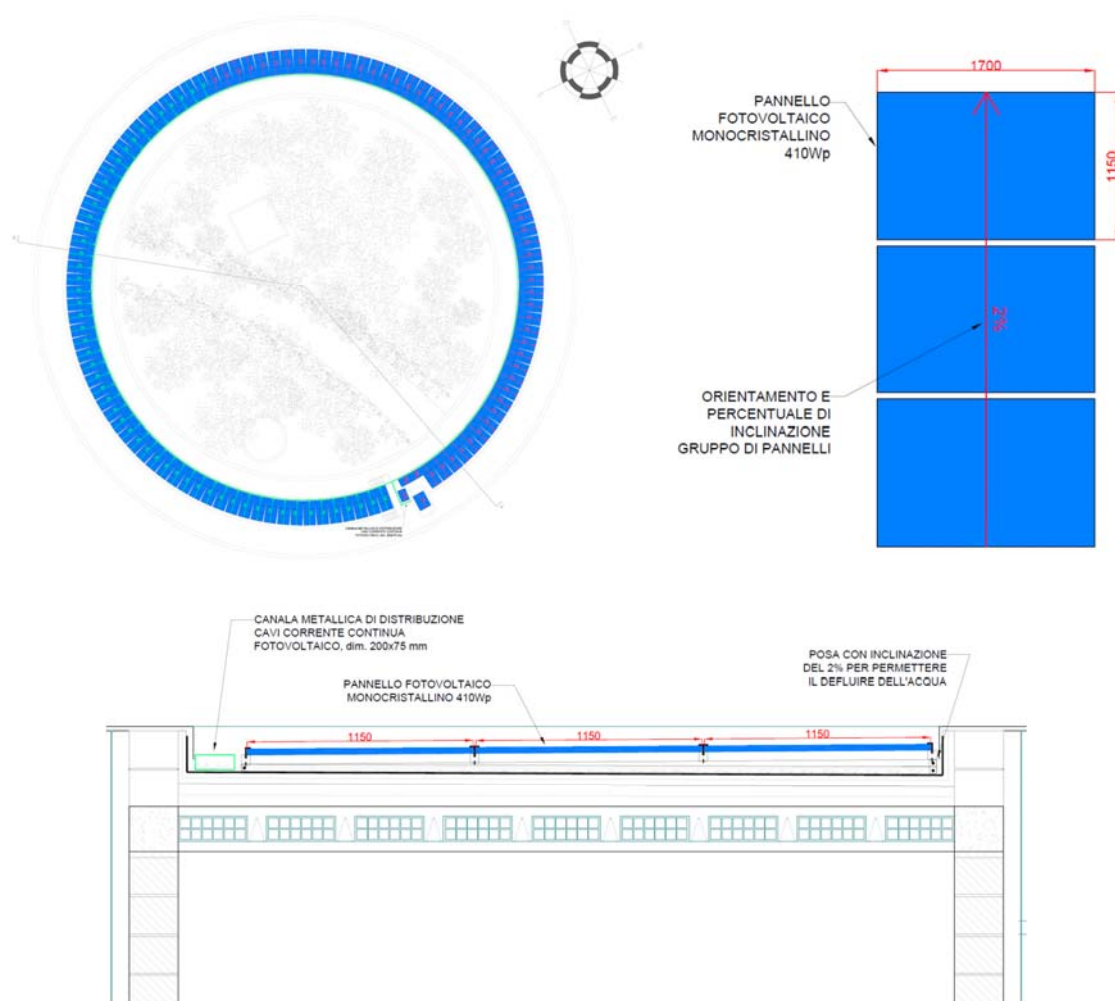 1700
PANNELLO
FOTOVOLTAICO
MONOCRISTALLINO
410Wp
1150
2%
ORIENTAMENTO E
PERCENTUALE DI
INCLINAZIONE
GRUPPO DI PANNELLI
CANALA METALLICA DI DISTRIBUZIONE
CAVI CORRENTE CONTINUA
FOTOVOLTAICO, dim. 200x75 mm
PANNELLO FOTOVOLTAICO
MONOCRISTALLINO 410Wp
POSA CON INCLINAZIONE
DEL 2% PER PERMETTERE
IL DEFLUIRE DELL'ACQUA
1150
1150
1150